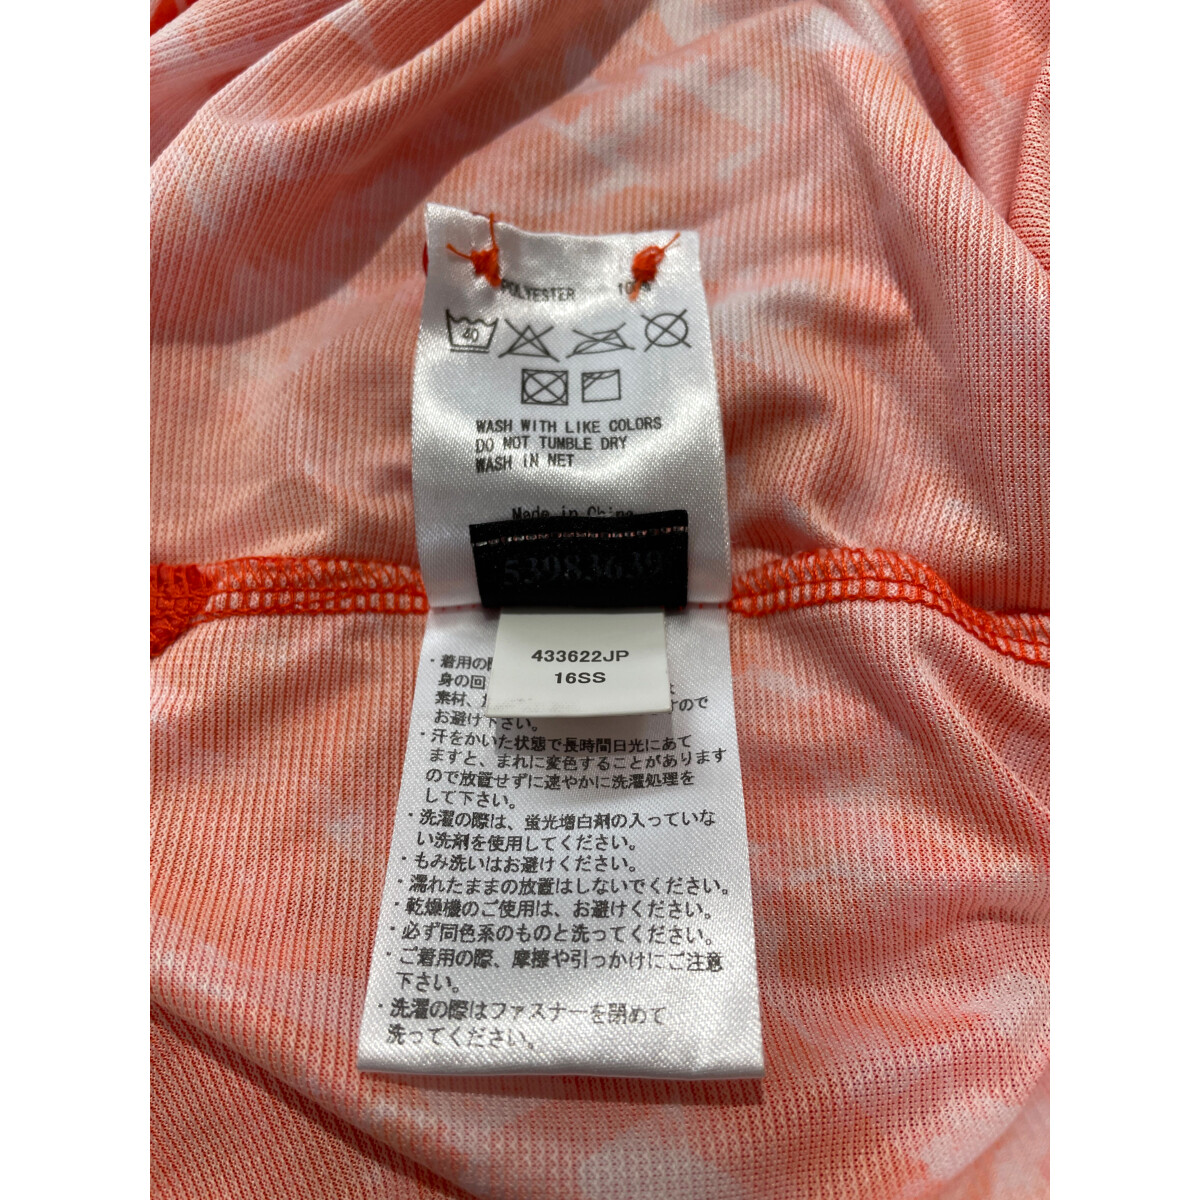 POLYESTER
40
WASH WITH LIKE COLORS
DO NOT TUMBLE DRY
WASH IN NET
Made in China
53983639
433622JP
16SS
・着用の際
身の回
素材、
すので
お避け下さい。
・汗をかいた状態で長時間日光にあて
ますと、まれに変色することがあります
ので放置せずに速やかに洗濯処理を
して下さい。
・洗濯の際は、蛍光増白剤の入っていな
い洗剤を使用してください。
・もみ洗いはお避けください。
・濡れたままの放置はしないでください。
・乾燥機のご使用は、お避けください。
・必ず同色系のものと洗ってください。
・ご着用の際、摩擦や引っかけにご注意
下さい。
・洗濯の際はファスナーを閉めて
洗ってください。